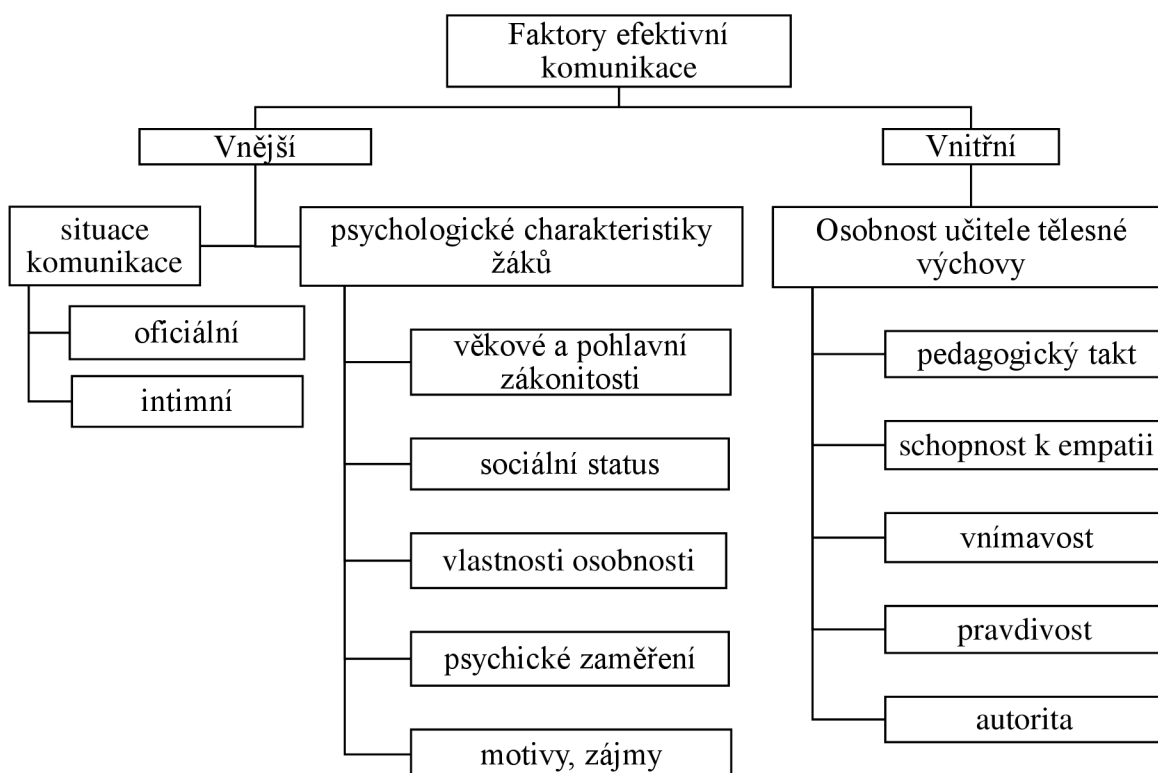 Faktory efektivní
komunikace
Vnější
Vnitřní
situace
komunikace
psychologické charakteristiky
žáků
Osobnost učitele tělesné
výchovy
oficiální
intimní
věkové a pohlavní
zákonitosti
sociální status
vlastnosti osobnosti
psychické zaměření
motivy, zájmy
pedagogický takt
schopnost k empatii
vnímavost
pravdivost
autorita